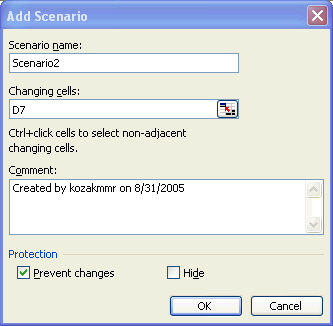 Add Scenario
Scenario name:
Scenario2
Changing cells:
D7
Ctrl+click cells to select non-adjacent
changing cells.
Comment:
Created by kozakmmr on 8/31/2005
Protection
Prevent changes
Hide
OK
Cancel